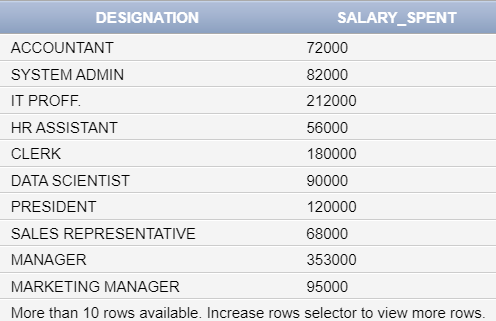 DESIGNATION SALARY_SPENT
ACCOUNTANT 72000
SYSTEM ADMIN 82000
IT PROFF. 212000
HR ASSISTANT 56000
CLERK 180000
DATA SCIENTIST 90000
PRESIDENT 120000
SALES REPRESENTATIVE 68000
MANAGER 353000
MARKETING MANAGER 95000
More than 10 rows available. Increase rows selector to view more rows.